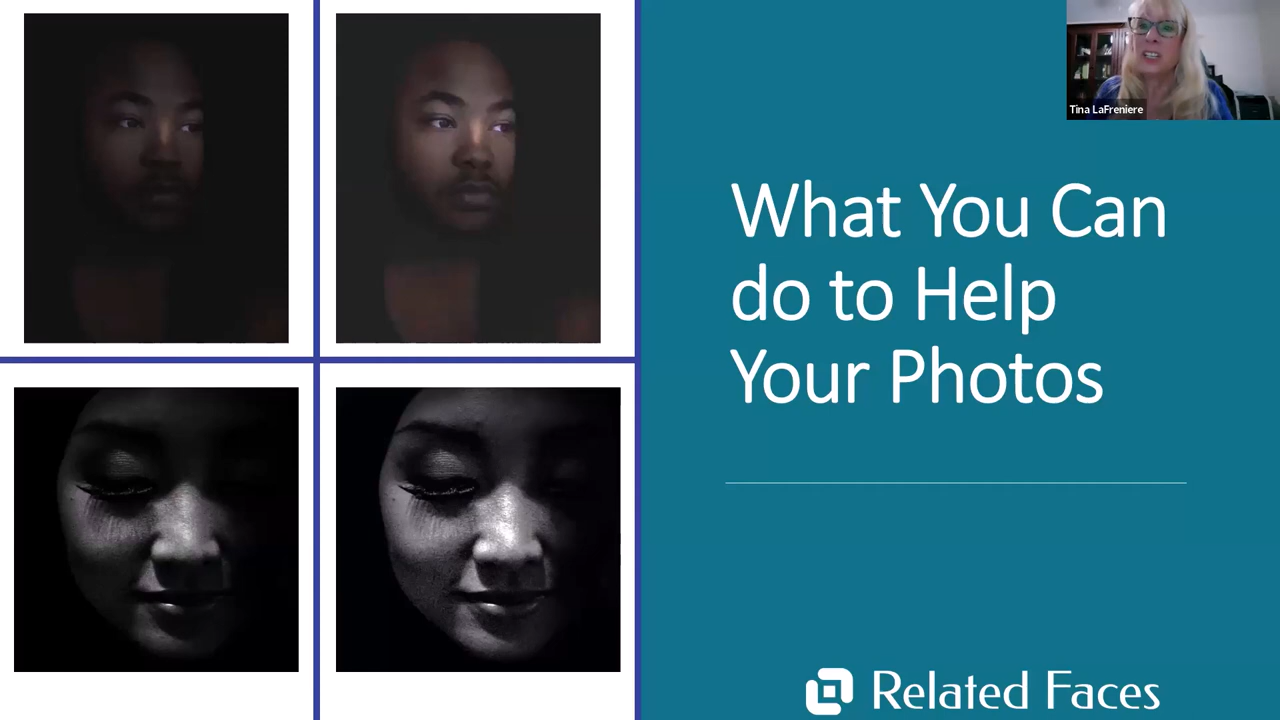 Tina LaFreniere
What You Can
do to Help
Your Photos
Related Faces